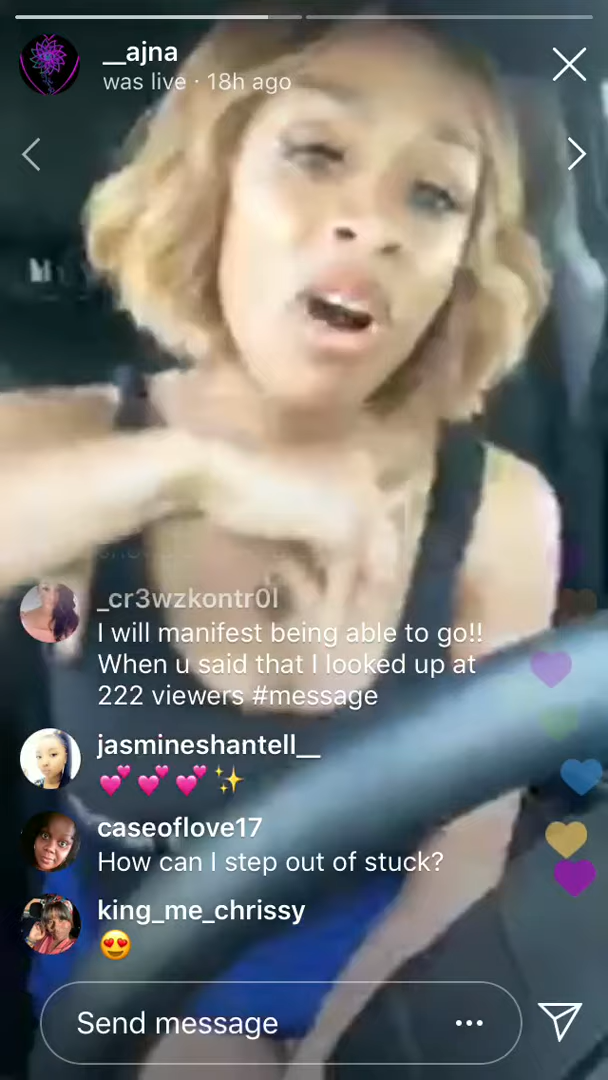 __ajna
was live · 18h ago
_cr3wzkontr0l
I will manifest being able to go!!
When u said that I looked up at
222 viewers #message
jasmineshantell__
💕💕💕✨
caseoflove17
How can I step out of stuck?
king_me_chrissy
😍
Send message